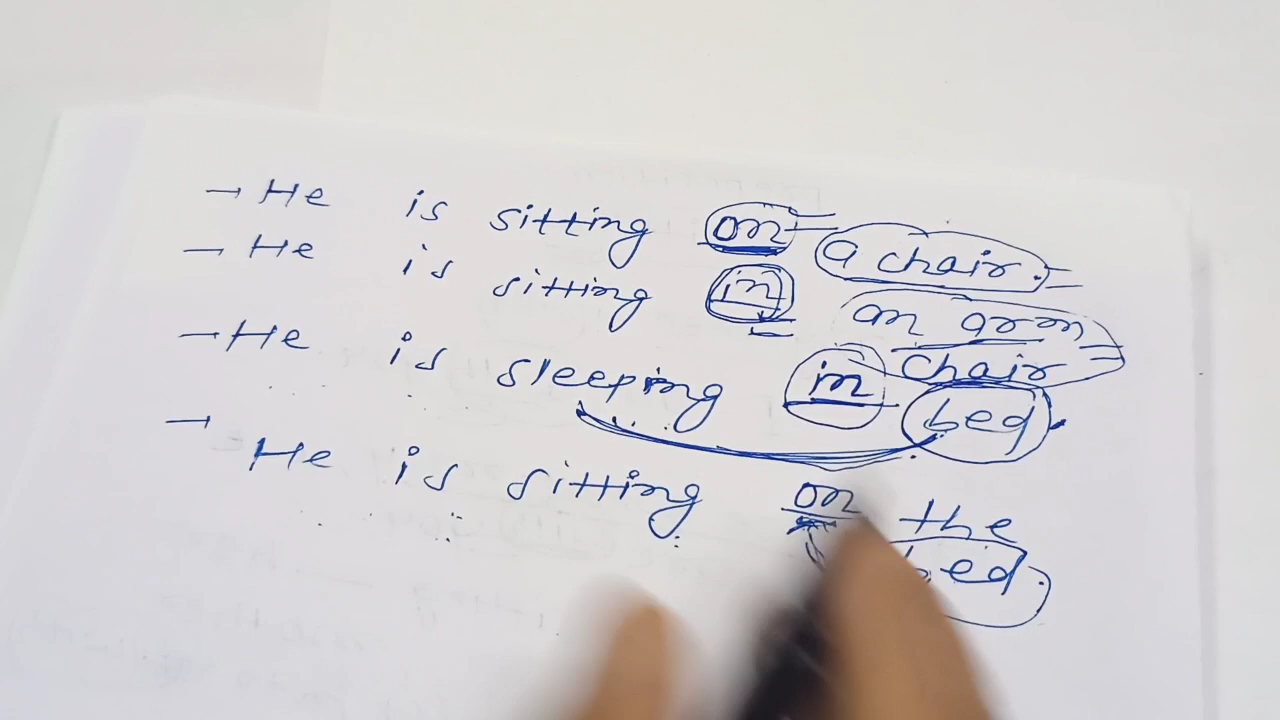 → He is sitting on a chair.
→ He is sitting in an arm
chair
→ He is sleeping in bed.
→ He is sitting on the
bed.